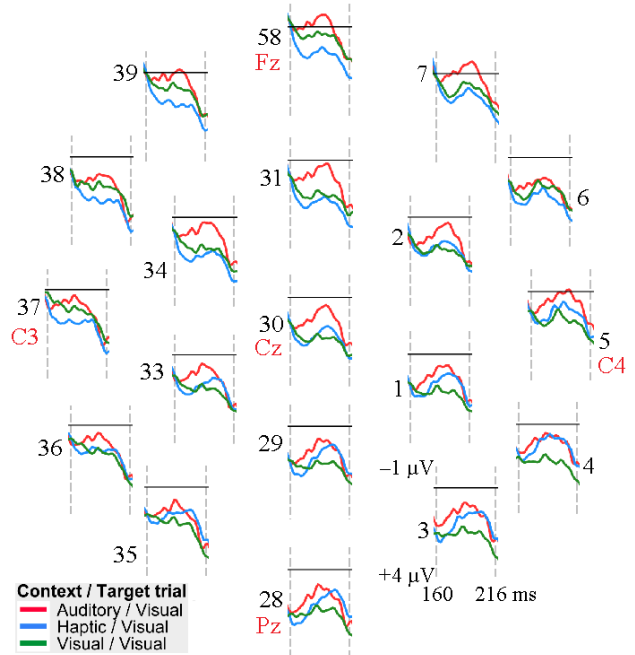 58
Fz
39
7
38
31
6
2
34
37
C3
30
Cz
5
C4
33
1
36
29
–1 µV
4
3
35
+4 µV
28
Pz
160
216 ms
Context / Target trial
Auditory / Visual
Haptic / Visual
Visual / Visual